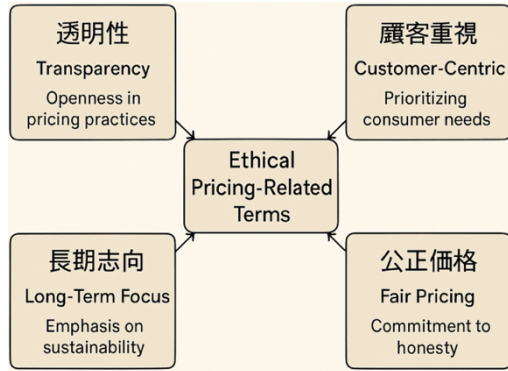 透明性
Transparency
Openness in
pricing practices
顧客重視
Customer-Centric
Prioritizing
consumer needs
Ethical
Pricing-Related
Terms
長期志向
Long-Term Focus
Emphasis on
sustainability
公正価格
Fair Pricing
Commitment to
honesty